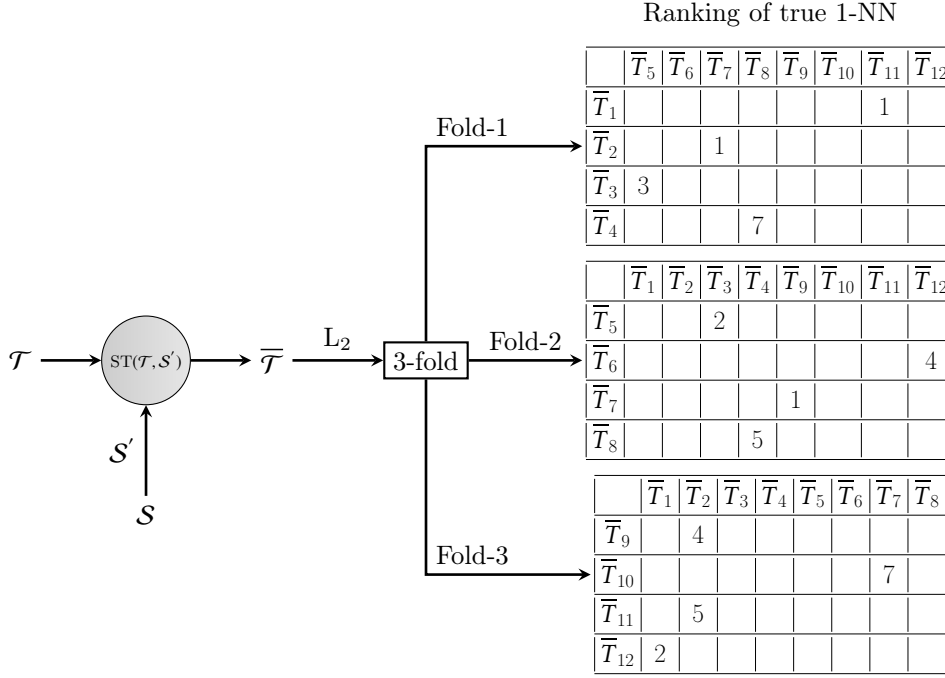 Ranking of true 1-NN
T̅₅ T̅₆ T̅₇ T̅₈ T̅₉ T̅₁₀ T̅₁₁ T̅₁₂
T̅₁ 1
T̅₂ 1
T̅₃ 3
T̅₄ 7
Fold-1
T̅₁ T̅₂ T̅₃ T̅₄ T̅₉ T̅₁₀ T̅₁₁ T̅₁₂
T̅₅ 2
T̅₆ 4
T̅₇ 1
T̅₈ 5
𝒯 ST(𝒯, 𝒮′) 𝒯̅ L₂ 3-fold Fold-2
𝒮′
𝒮
Fold-3
T̅₁ T̅₂ T̅₃ T̅₄ T̅₅ T̅₆ T̅₇ T̅₈
T̅₉ 4
T̅₁₀ 7
T̅₁₁ 5
T̅₁₂ 2